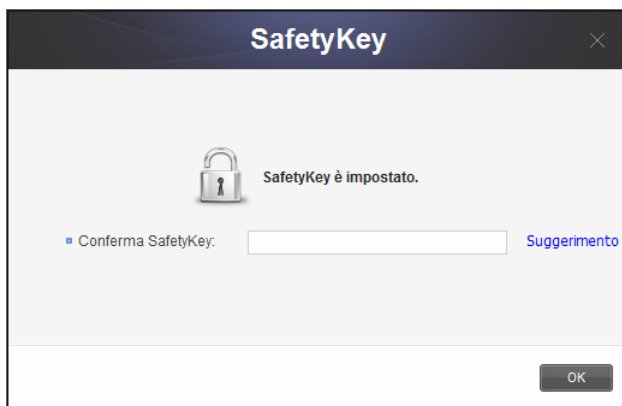 SafetyKey
SafetyKey è impostato.
Conferma SafetyKey:
Suggerimento
OK